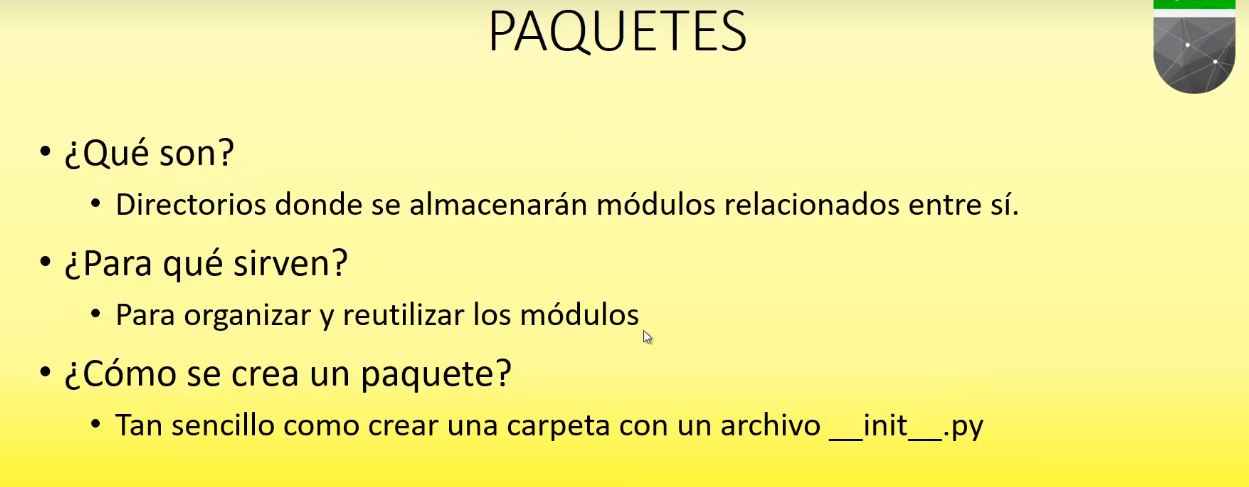 PAQUETES
• ¿Qué son?
• Directorios donde se almacenarán módulos relacionados entre sí.
• ¿Para qué sirven?
• Para organizar y reutilizar los módulos
• ¿Cómo se crea un paquete?
• Tan sencillo como crear una carpeta con un archivo __init__.py